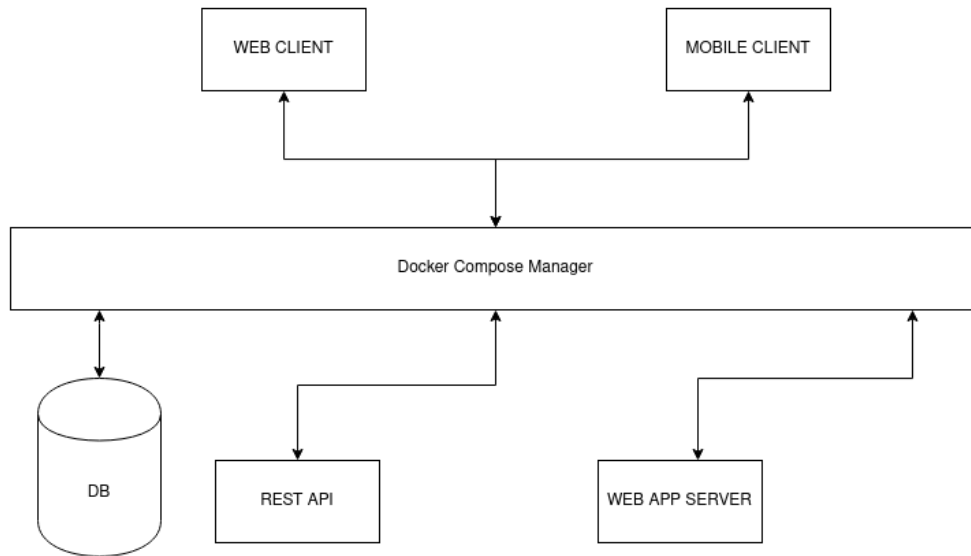 WEB CLIENT
MOBILE CLIENT
Docker Compose Manager
DB
REST API
WEB APP SERVER